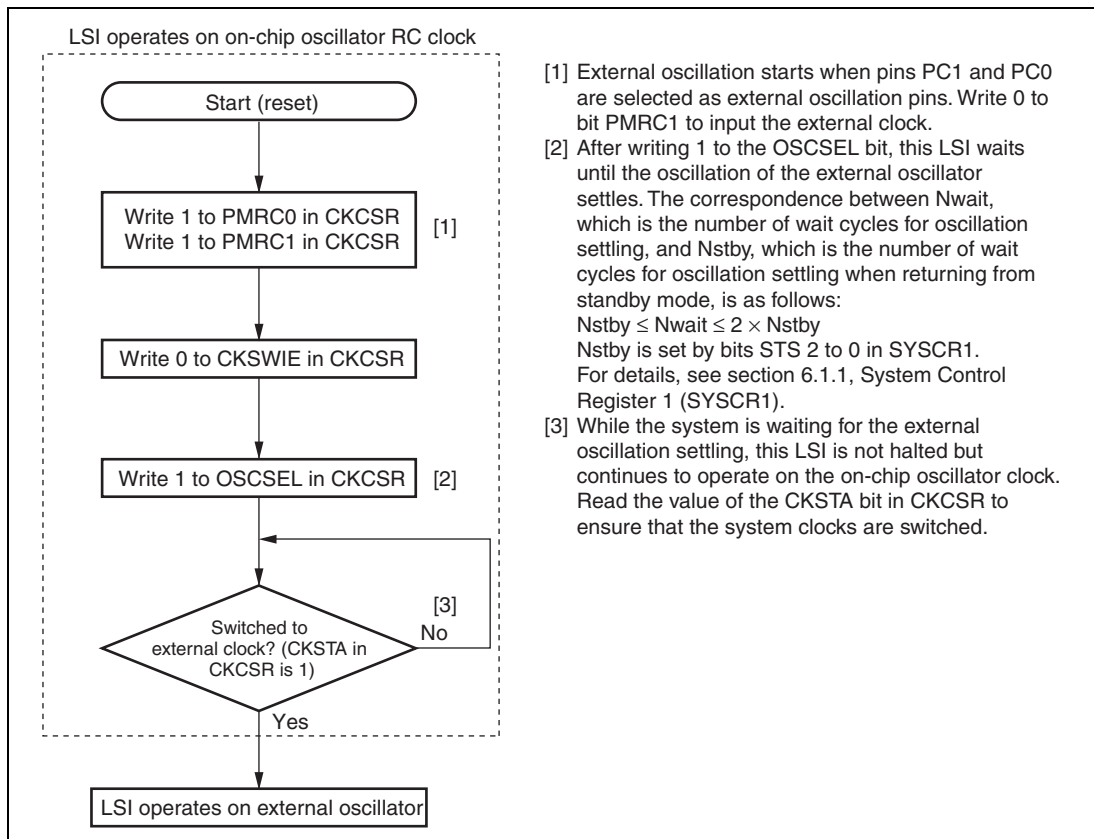 LSI operates on on-chip oscillator RC clock
Start (reset)
Write 1 to PMRC0 in CKCSR
Write 1 to PMRC1 in CKCSR
[1]
Write 0 to CKSWIE in CKCSR
Write 1 to OSCSEL in CKCSR
[2]
[3]
Switched to
external clock? (CKSTA in
CKCSR is 1)
No
Yes
LSI operates on external oscillator
[1] External oscillation starts when pins PC1 and PC0
are selected as external oscillation pins. Write 0 to
bit PMRC1 to input the external clock.
[2] After writing 1 to the OSCSEL bit, this LSI waits
until the oscillation of the external oscillator
settles. The correspondence between Nwait,
which is the number of wait cycles for oscillation
settling, and Nstby, which is the number of wait
cycles for oscillation settling when returning from
standby mode, is as follows:
Nstby ≤ Nwait ≤ 2 × Nstby
Nstby is set by bits STS 2 to 0 in SYSCR1.
For details, see section 6.1.1, System Control
Register 1 (SYSCR1).
[3] While the system is waiting for the external
oscillation settling, this LSI is not halted but
continues to operate on the on-chip oscillator clock.
Read the value of the CKSTA bit in CKCSR to
ensure that the system clocks are switched.